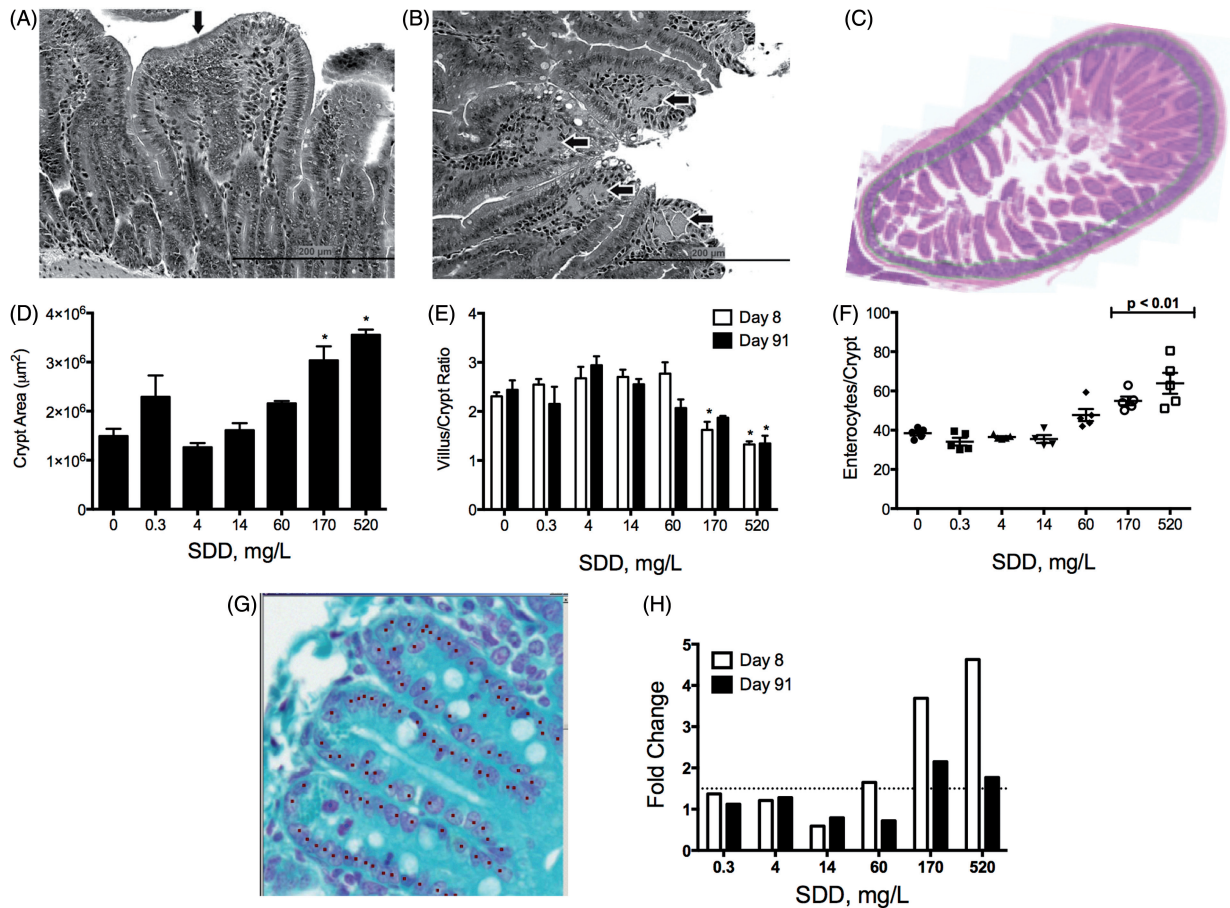 (A)
200 µm
(B)
200 µm
(C)
(D)
Crypt Area (µm²)
4×10⁶
3×10⁶
2×10⁶
1×10⁶
0
* *
0 0.3 4 14 60 170 520
SDD, mg/L
(E)
Villus/Crypt Ratio
4
3
2
1
0
Day 8
Day 91
* * *
0 0.3 4 14 60 170 520
SDD, mg/L
(F)
Enterocytes/Crypt
100
80
60
40
20
0
p < 0.01
0 0.3 4 14 60 170 520
SDD, mg/L
(G)
(H)
Fold Change
5
4
3
2
1
0
Day 8
Day 91
0.3 4 14 60 170 520
SDD, mg/L